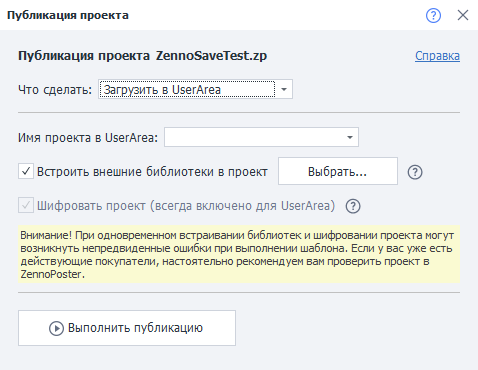 Публикация проекта
Публикация проекта ZennoSaveTest.zp
Справка
Что сделать: Загрузить в UserArea
Имя проекта в UserArea:
Встроить внешние библиотеки в проект
Выбрать...
Шифровать проект (всегда включено для UserArea)
Внимание! При одновременном встраивании библиотек и шифровании проекта могут
возникнуть непредвиденные ошибки при выполнении шаблона. Если у вас уже есть
действующие покупатели, настоятельно рекомендуем вам проверить проект в
ZennoPoster.
Выполнить публикацию